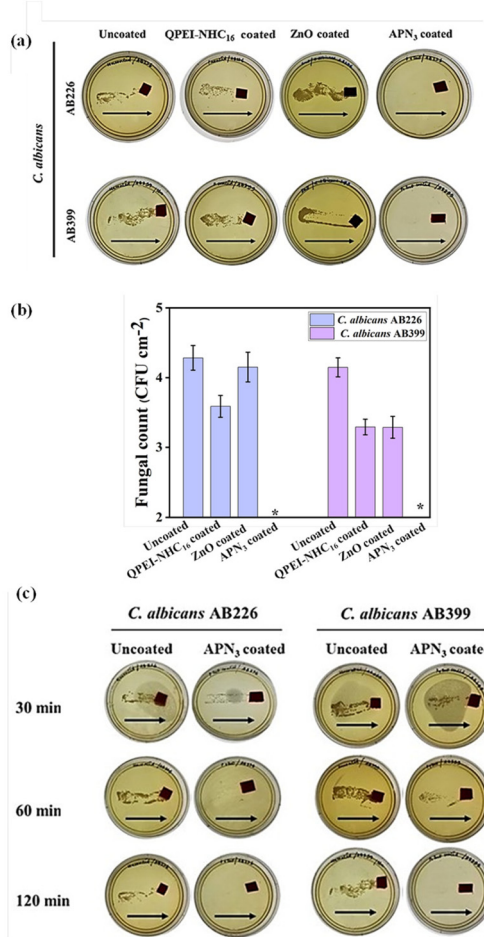 (a)
Uncoated QPEI-NHC16 coated ZnO coated APN3 coated
C. albicans
AB226
AB399
(b)
Fungal count (CFU cm-2)
5
4
3
2
C. albicans AB226
C. albicans AB399
*
*
Uncoated
QPEI-NHC16 coated
ZnO coated
APN3 coated
Uncoated
QPEI-NHC16 coated
ZnO coated
APN3 coated
(c)
C. albicans AB226 C. albicans AB399
Uncoated APN3 coated Uncoated APN3 coated
30 min
60 min
120 min